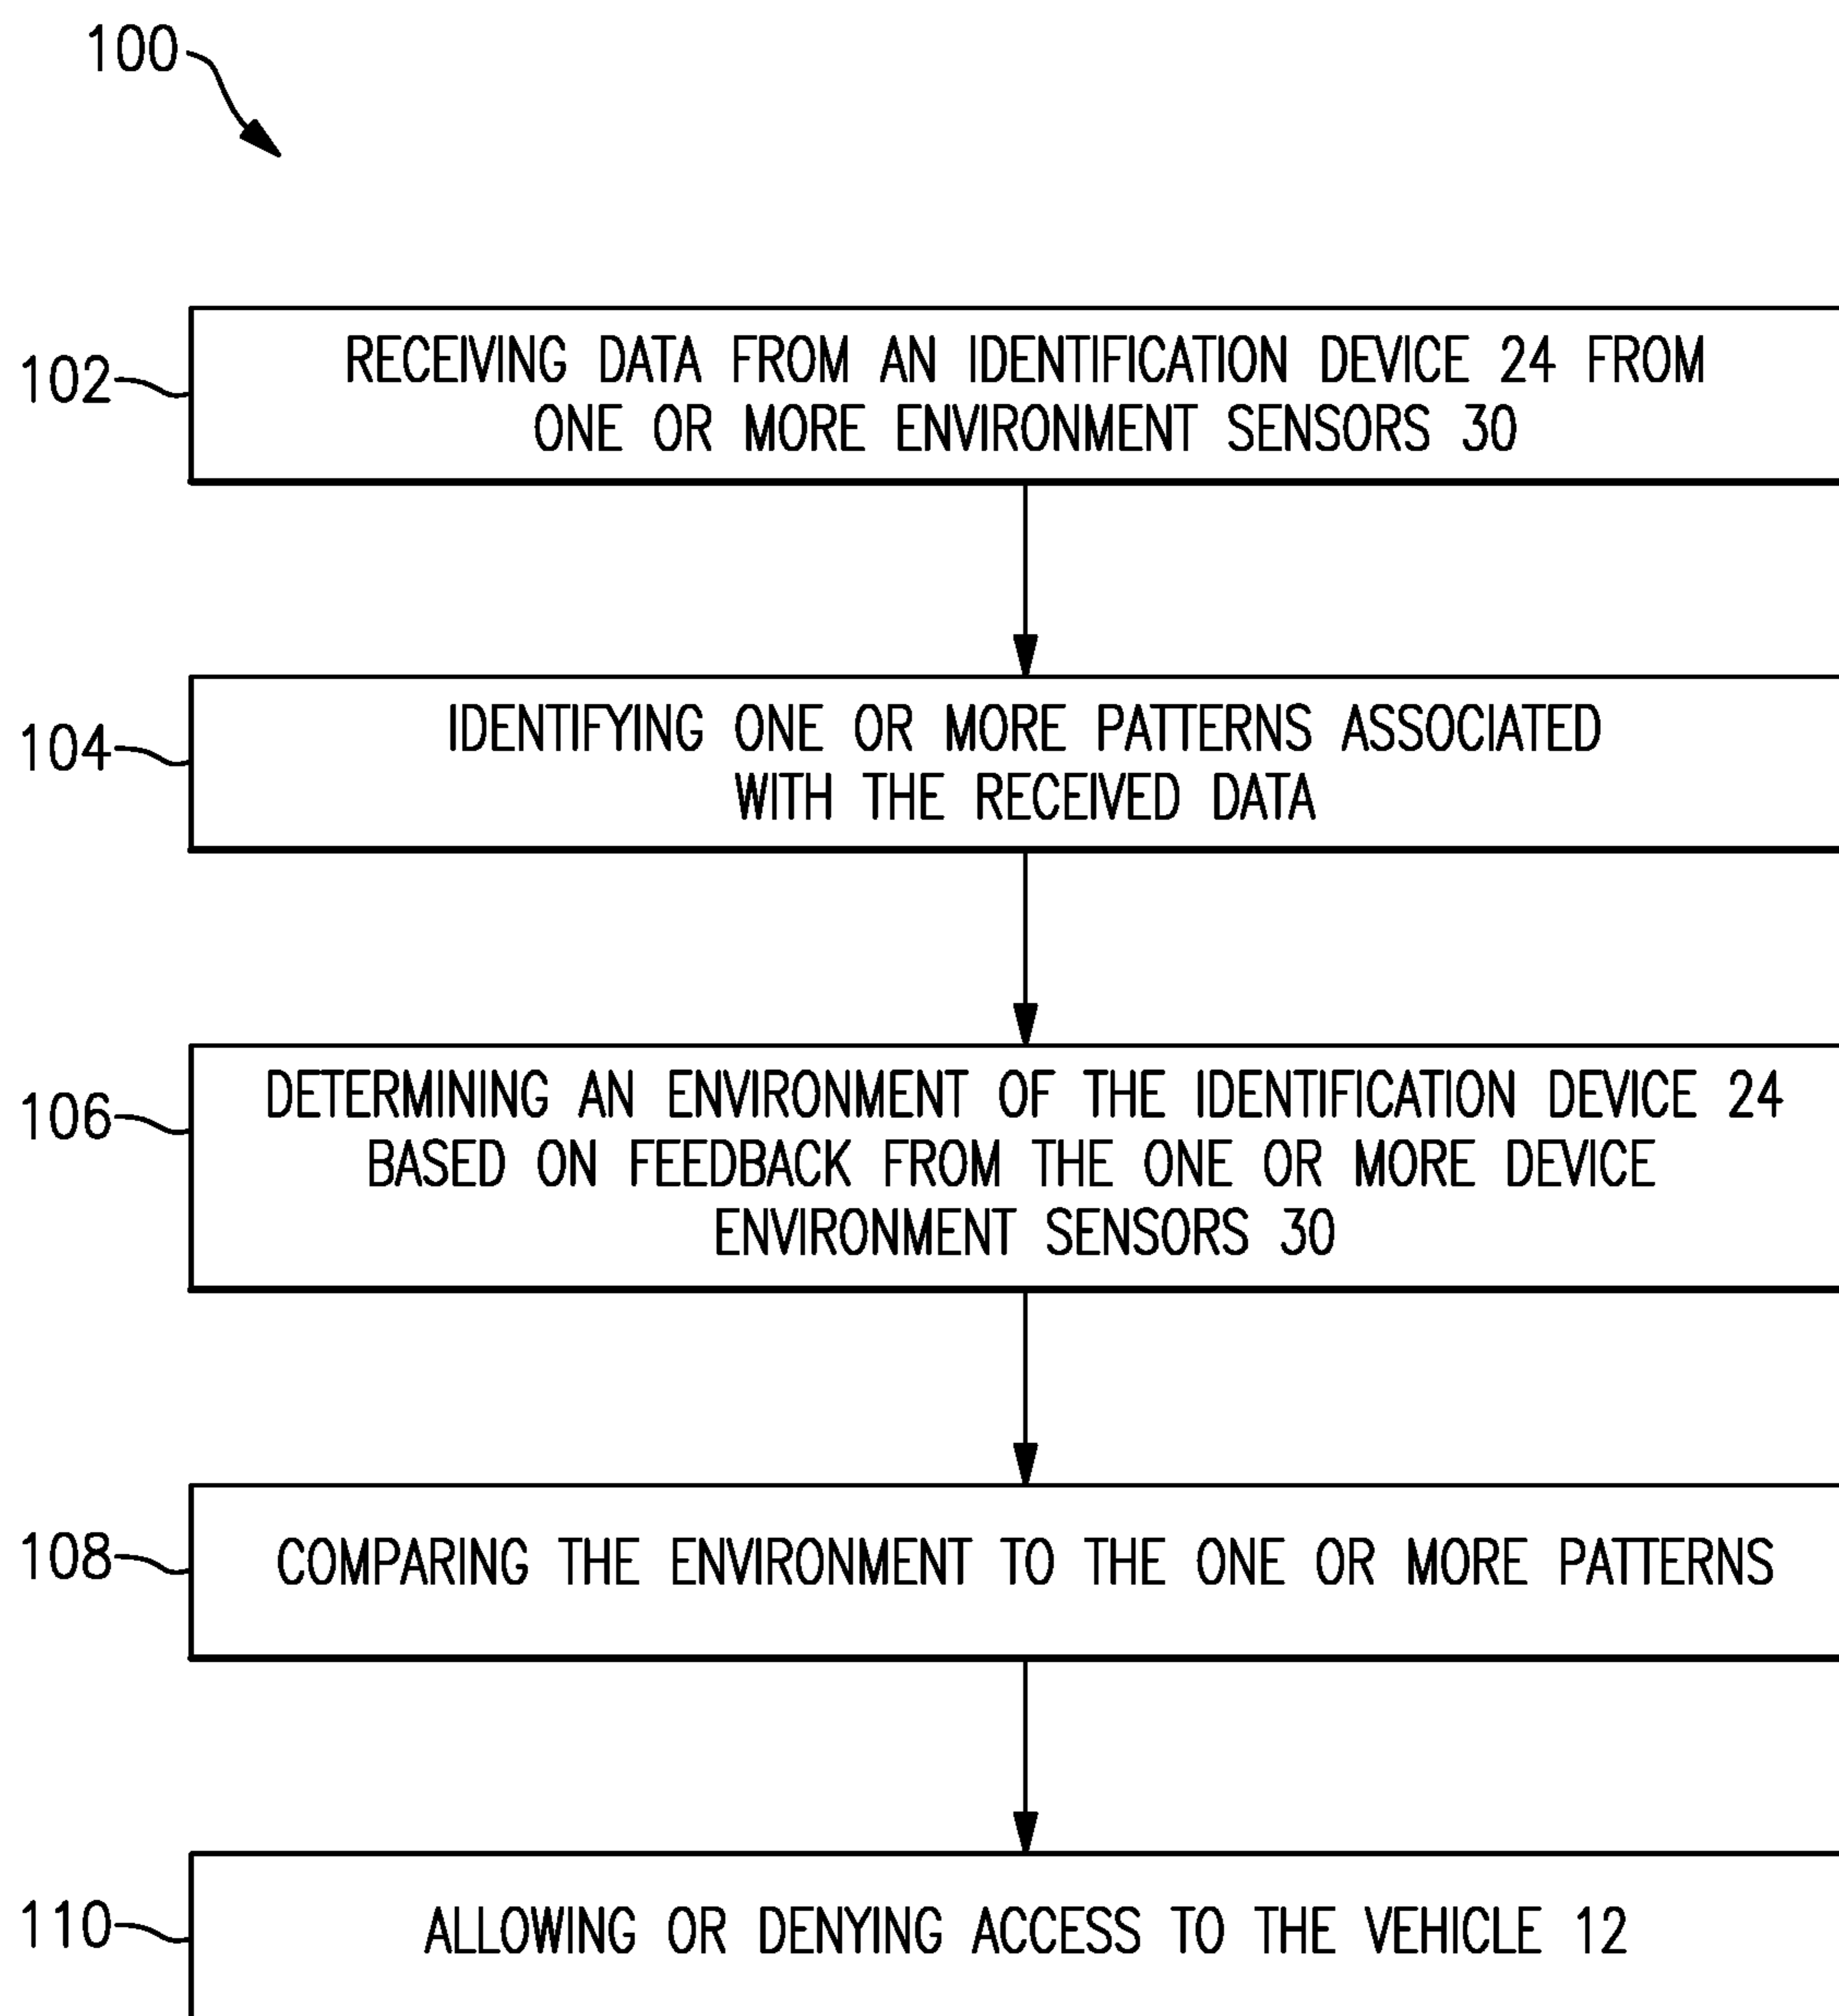 100
102
RECEIVING DATA FROM AN IDENTIFICATION DEVICE 24 FROM
ONE OR MORE ENVIRONMENT SENSORS 30
104
IDENTIFYING ONE OR MORE PATTERNS ASSOCIATED
WITH THE RECEIVED DATA
106
DETERMINING AN ENVIRONMENT OF THE IDENTIFICATION DEVICE 24
BASED ON FEEDBACK FROM THE ONE OR MORE DEVICE
ENVIRONMENT SENSORS 30
108
COMPARING THE ENVIRONMENT TO THE ONE OR MORE PATTERNS
110
ALLOWING OR DENYING ACCESS TO THE VEHICLE 12